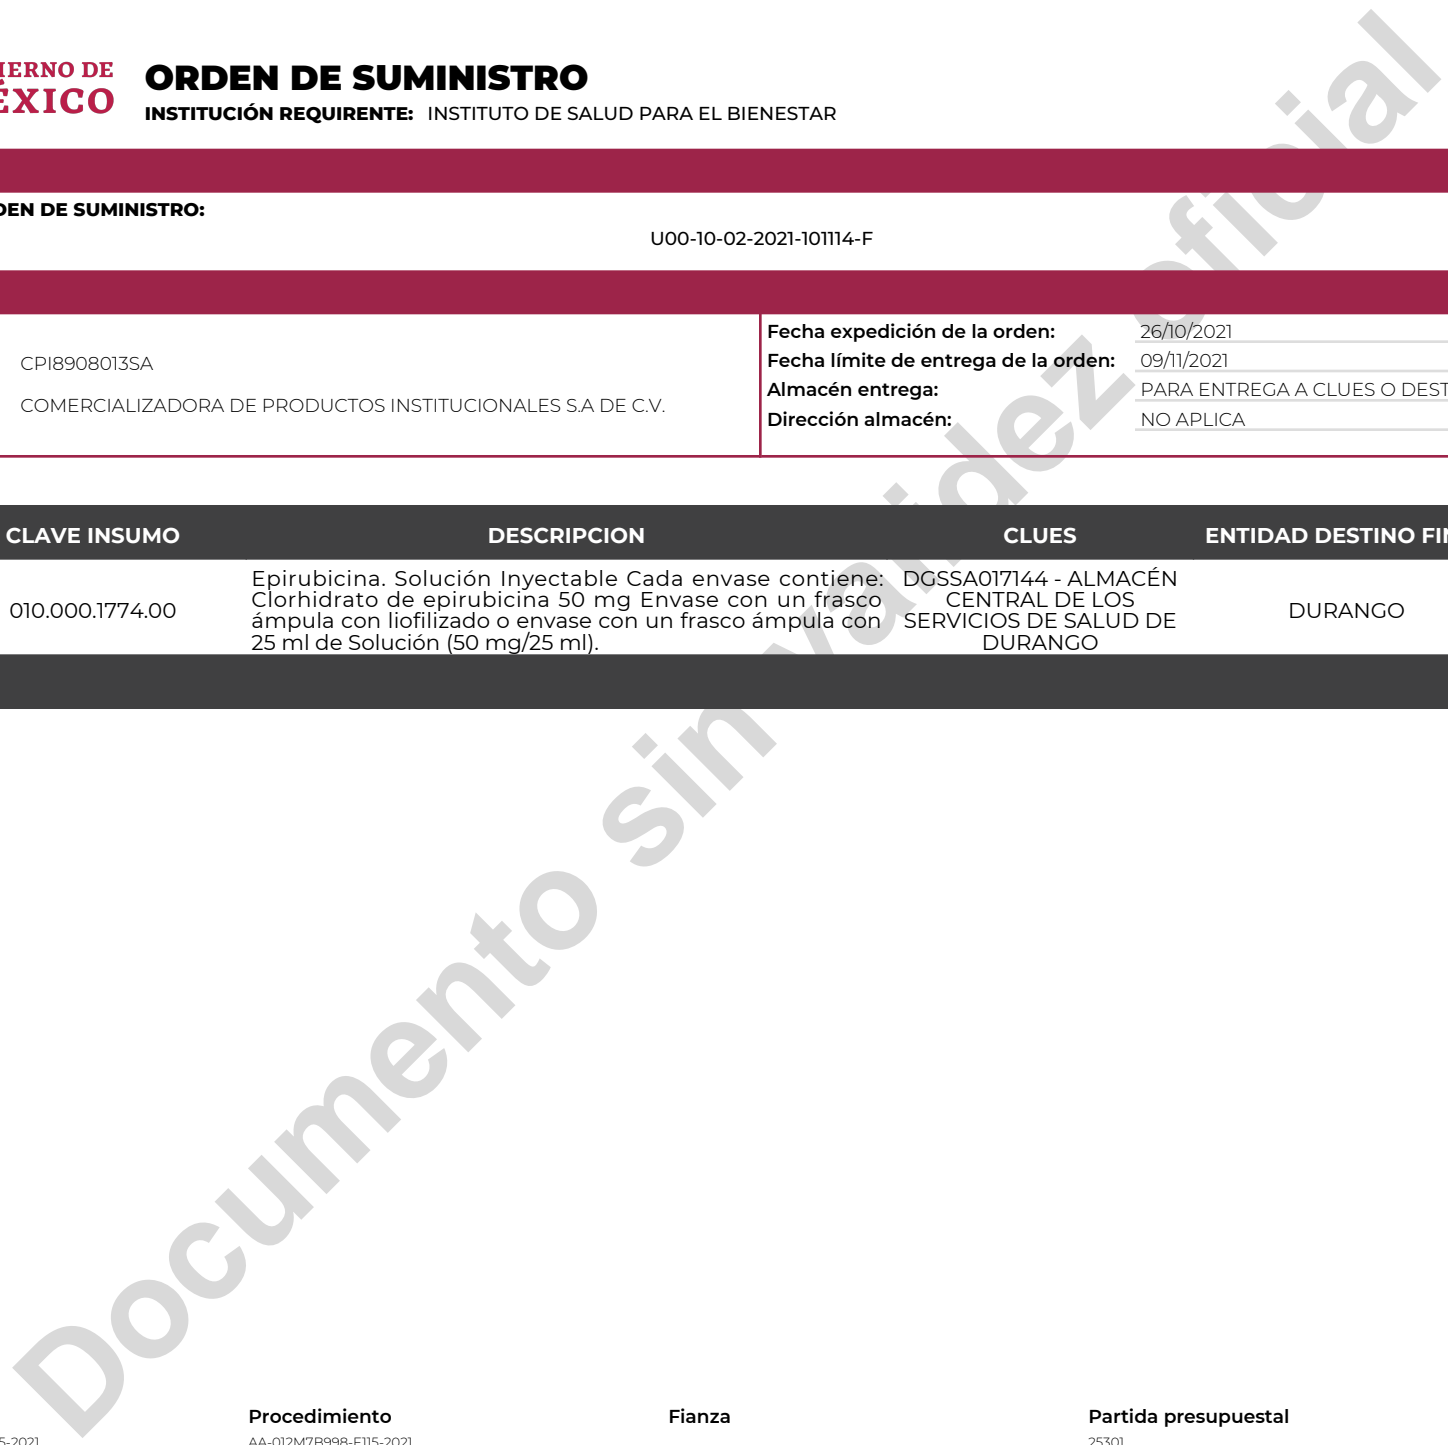 IERNO DE
ÉXICO
ORDEN DE SUMINISTRO
INSTITUCIÓN REQUIRENTE: INSTITUTO DE SALUD PARA EL BIENESTAR
DEN DE SUMINISTRO:
U00-10-02-2021-101114-F
CPI8908013SA
COMERCIALIZADORA DE PRODUCTOS INSTITUCIONALES S.A DE C.V.
Fecha expedición de la orden: 26/10/2021
Fecha límite de entrega de la orden: 09/11/2021
Almacén entrega: PARA ENTREGA A CLUES O DEST
Dirección almacén: NO APLICA
CLAVE INSUMO DESCRIPCION CLUES ENTIDAD DESTINO FIN
010.000.1774.00
Epirubicina. Solución Inyectable Cada envase contiene:
Clorhidrato de epirubicina 50 mg Envase con un frasco
ámpula con liofilizado o envase con un frasco ámpula con
25 ml de Solución (50 mg/25 ml).
DGSSA017144 - ALMACÉN
CENTRAL DE LOS
SERVICIOS DE SALUD DE
DURANGO
DURANGO
Documento sin validez oficial
Procedimiento Fianza Partida presupuestal
5-2021 AA-012M7B998-E115-2021 25301